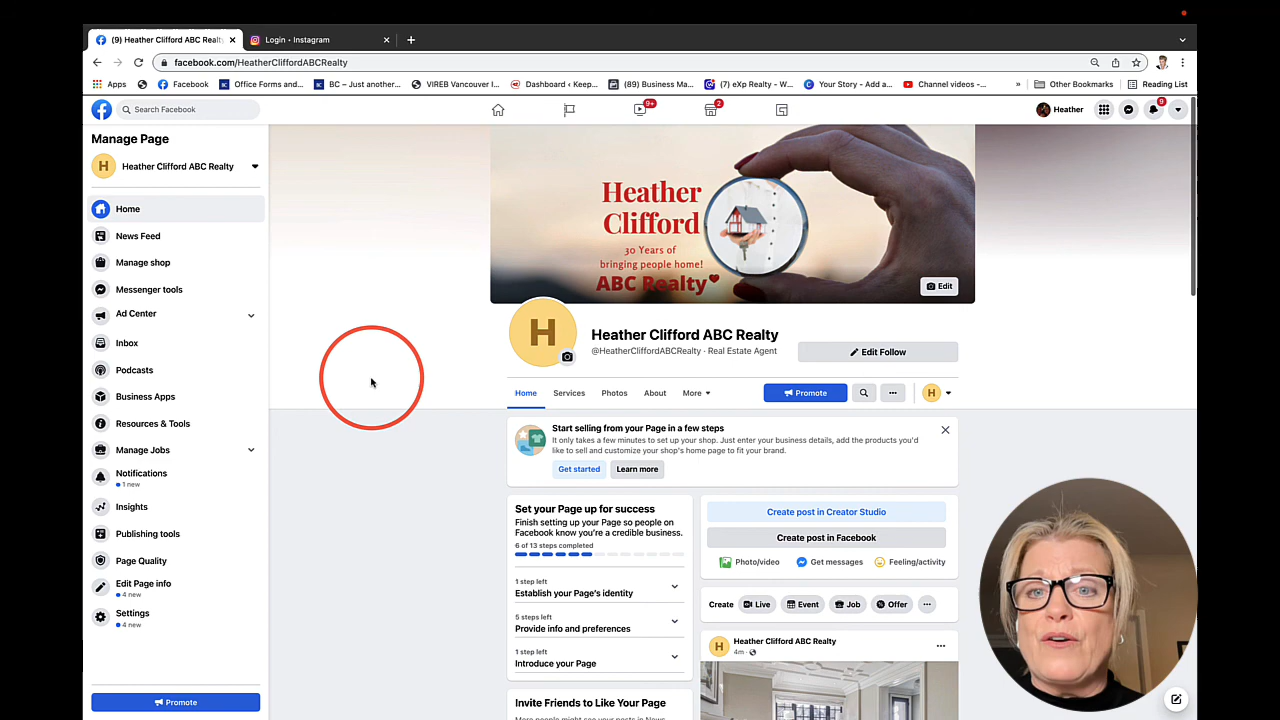 (9) Heather Clifford ABC Realt
Login • Instagram
facebook.com/HeatherCliffordABCRealty
Apps
Facebook
Office Forms and...
BC – Just another...
VIREB Vancouver I...
Dashboard ‹ Keep...
(89) Business Ma...
(7) eXp Realty - W...
Your Story - Add a...
Channel videos -...
»
Other Bookmarks
Reading List
Search Facebook
9+
2
Heather
9
Manage Page
H
Heather Clifford ABC Realty
Home
News Feed
Manage shop
Messenger tools
Ad Center
Inbox
Podcasts
Business Apps
Resources & Tools
Manage Jobs
Notifications
1 new
Insights
Publishing tools
Page Quality
Edit Page info
4 new
Settings
4 new
Promote
Heather
Clifford
30 Years of
bringing people home!
ABC Realty
Edit
H
Heather Clifford ABC Realty
@HeatherCliffordABCRealty · Real Estate Agent
Edit Follow
Home
Services
Photos
About
More
Promote
H
Start selling from your Page in a few steps
It only takes a few minutes to set up your shop. Just enter your business details, add the products you'd
like to sell and customize your shop's home page to fit your brand.
Get started
Learn more
Set your Page up for success
Finish setting up your Page so people on
Facebook know you're a credible business.
6 of 13 steps completed
1 step left
Establish your Page's identity
5 steps left
Provide info and preferences
1 step left
Introduce your Page
Invite Friends to Like Your Page
Create post in Creator Studio
Create post in Facebook
Photo/video
Get messages
Feeling/activity
Create
Live
Event
Job
Offer
H
Heather Clifford ABC Realty
4m